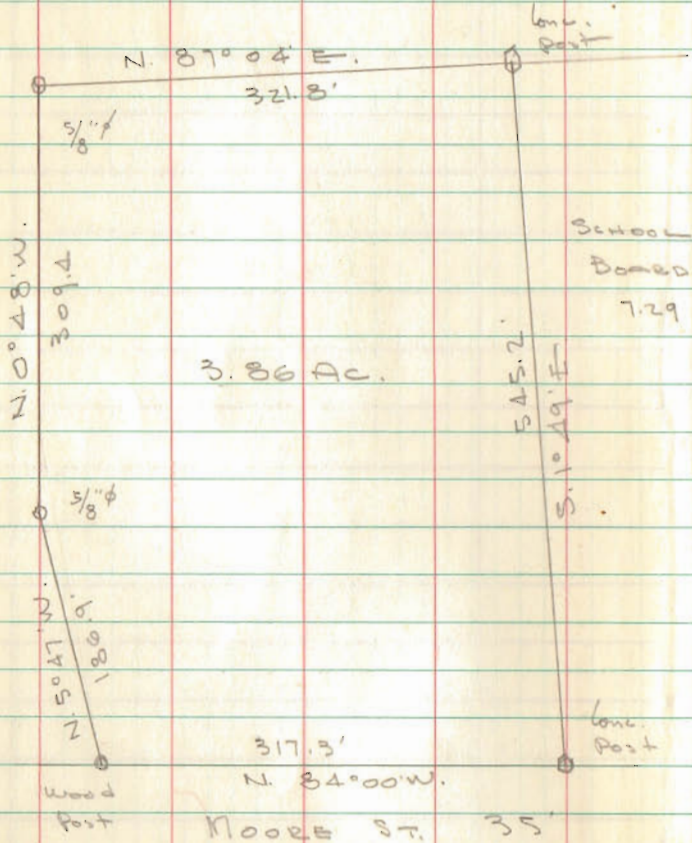 Conc.
Post
N. 87°04' E.
321.8'
5/8"ø
School
Board
7.29
N. 0°48' W.
309.4
3.86 Ac.
545.2'
S. 1°49' E
5/8"ø
N. 5°47' W.
186.6
317.3'
N. 84°00' W.
Conc.
Post
Wood
Post
Moore St. 35'